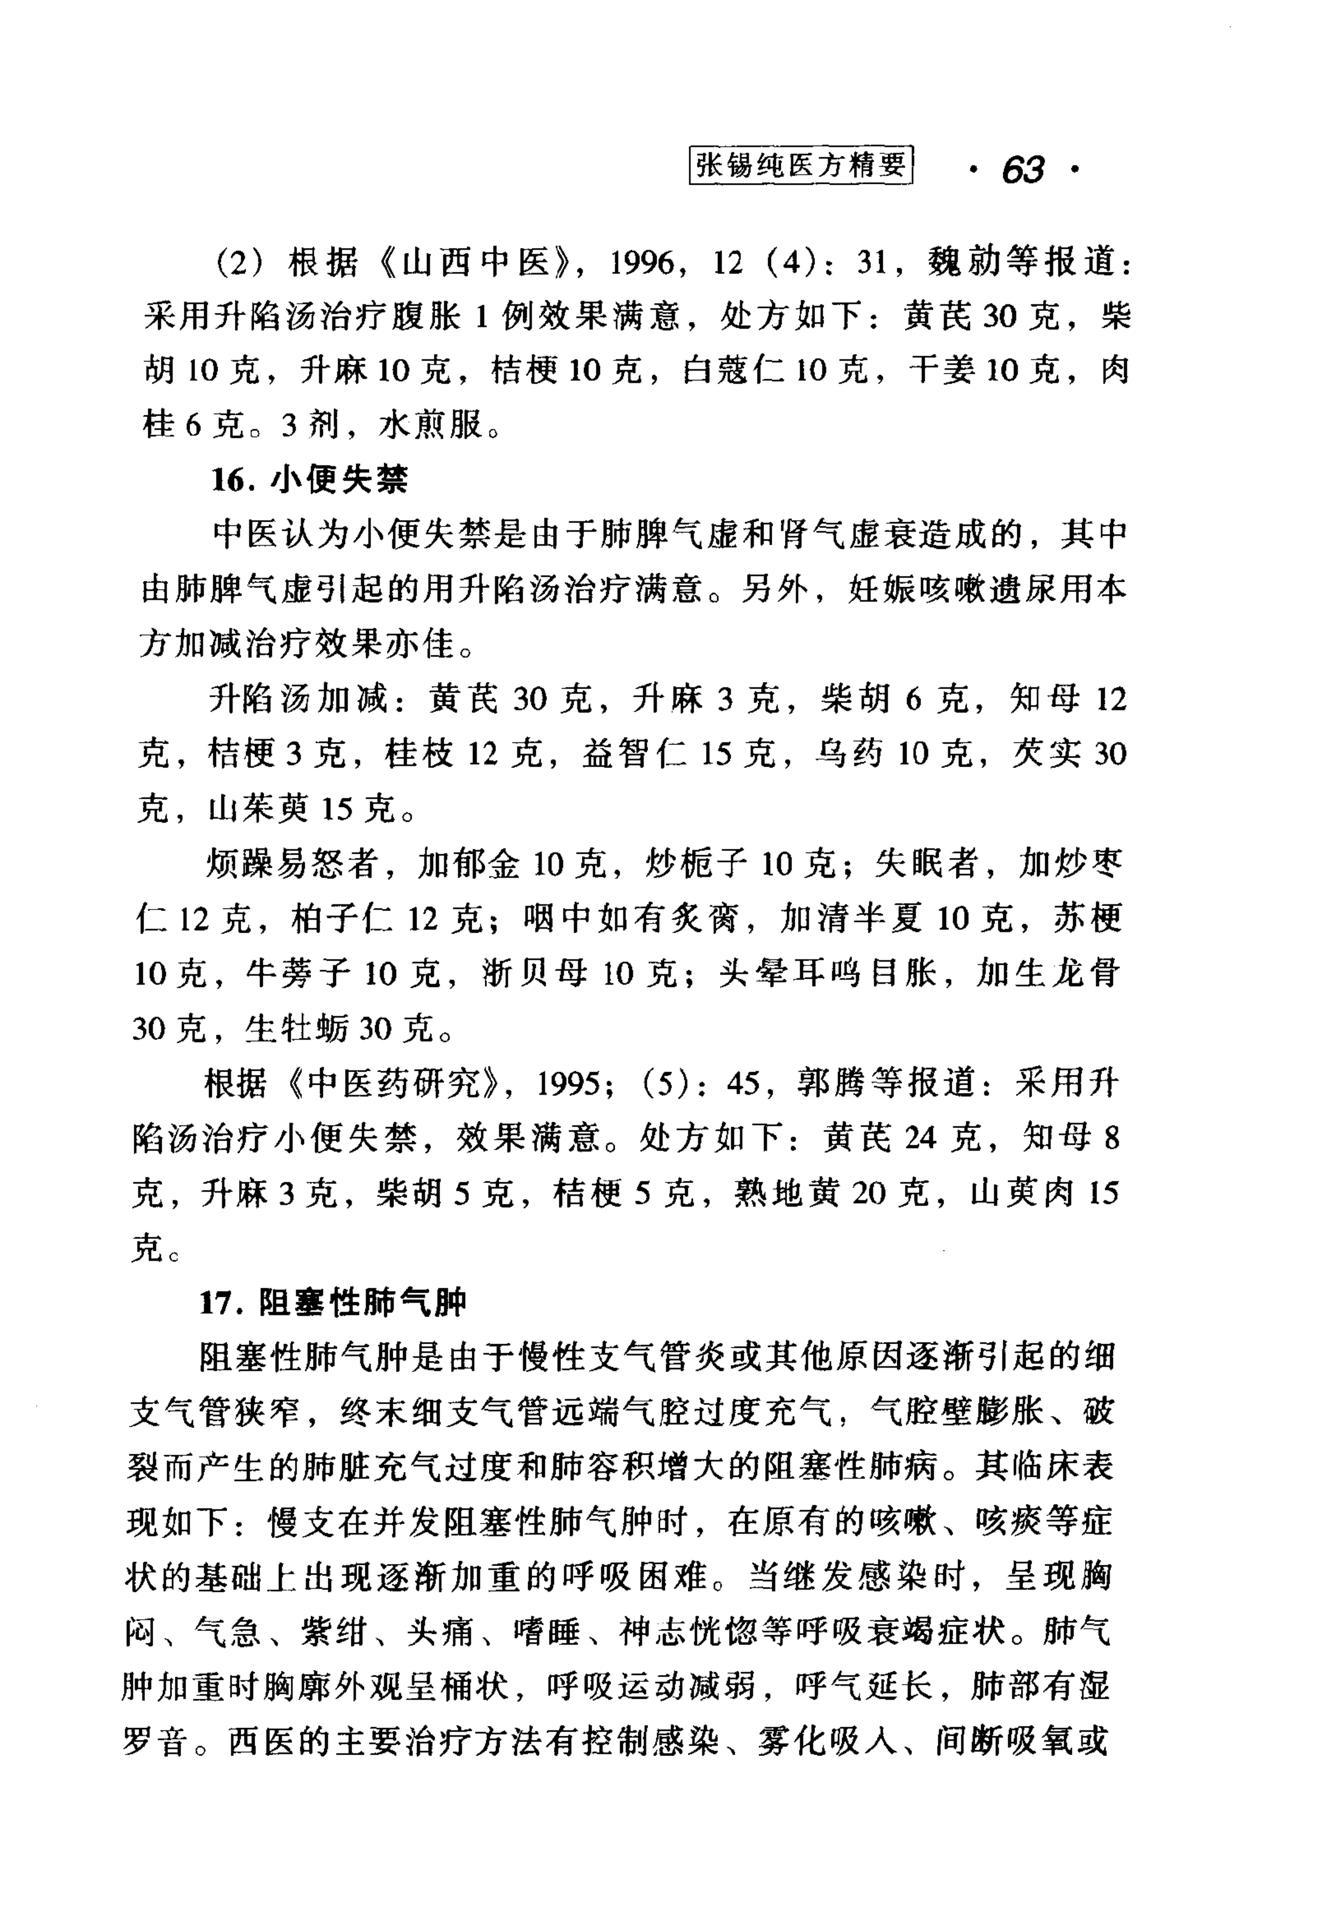 张锡纯医方精要 · 63 ·
(2) 根据《山西中医》，1996，12（4）：31，魏勋等报道：
采用升陷汤治疗腹胀 1 例效果满意，处方如下：黄芪 30 克，柴
胡 10 克，升麻 10 克，桔梗 10 克，白蔻仁 10 克，干姜 10 克，肉
桂 6 克。3 剂，水煎服。
16. 小便失禁
中医认为小便失禁是由于肺脾气虚和肾气虚衰造成的，其中
由肺脾气虚引起的用升陷汤治疗满意。另外，妊娠咳嗽遗尿用本
方加减治疗效果亦佳。
升陷汤加减：黄芪 30 克，升麻 3 克，柴胡 6 克，知母 12
克，桔梗 3 克，桂枝 12 克，益智仁 15 克，乌药 10 克，芡实 30
克，山茱萸 15 克。
烦躁易怒者，加郁金 10 克，炒栀子 10 克；失眠者，加炒枣
仁 12 克，柏子仁 12 克；咽中如有炙脔，加清半夏 10 克，苏梗
10 克，牛蒡子 10 克，浙贝母 10 克；头晕耳鸣目胀，加生龙骨
30 克，生牡蛎 30 克。
根据《中医药研究》，1995；（5）：45，郭腾等报道：采用升
陷汤治疗小便失禁，效果满意。处方如下：黄芪 24 克，知母 8
克，升麻 3 克，柴胡 5 克，桔梗 5 克，熟地黄 20 克，山萸肉 15
克。
17. 阻塞性肺气肿
阻塞性肺气肿是由于慢性支气管炎或其他原因逐渐引起的细
支气管狭窄，终末细支气管远端气腔过度充气，气腔壁膨胀、破
裂而产生的肺脏充气过度和肺容积增大的阻塞性肺病。其临床表
现如下：慢支在并发阻塞性肺气肿时，在原有的咳嗽、咳痰等症
状的基础上出现逐渐加重的呼吸困难。当继发感染时，呈现胸
闷、气急、紫绀、头痛、嗜睡、神志恍惚等呼吸衰竭症状。肺气
肿加重时胸廓外观呈桶状，呼吸运动减弱，呼气延长，肺部有湿
罗音。西医的主要治疗方法有控制感染、雾化吸人、间断吸氧或